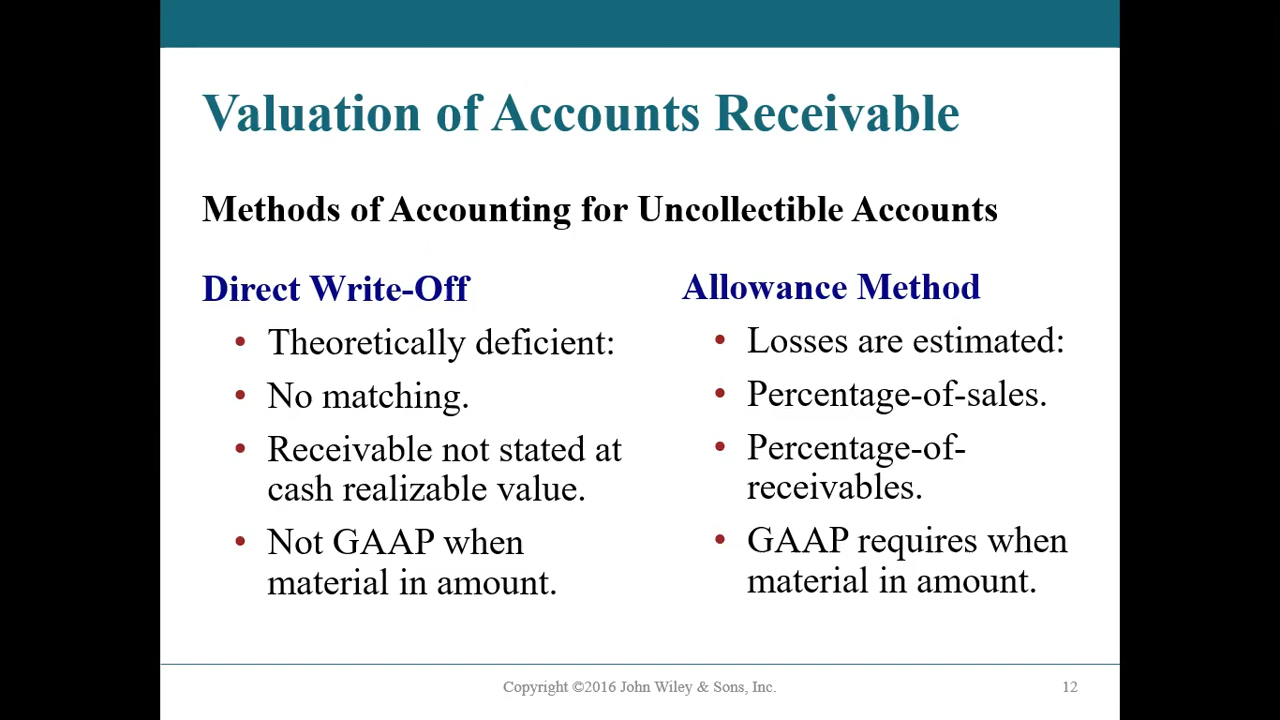 Valuation of Accounts Receivable
Methods of Accounting for Uncollectible Accounts
Direct Write-Off
• Theoretically deficient:
• No matching.
• Receivable not stated at
cash realizable value.
• Not GAAP when
material in amount.
Allowance Method
• Losses are estimated:
• Percentage-of-sales.
• Percentage-of-
receivables.
• GAAP requires when
material in amount.
Copyright ©2016 John Wiley & Sons, Inc.
12